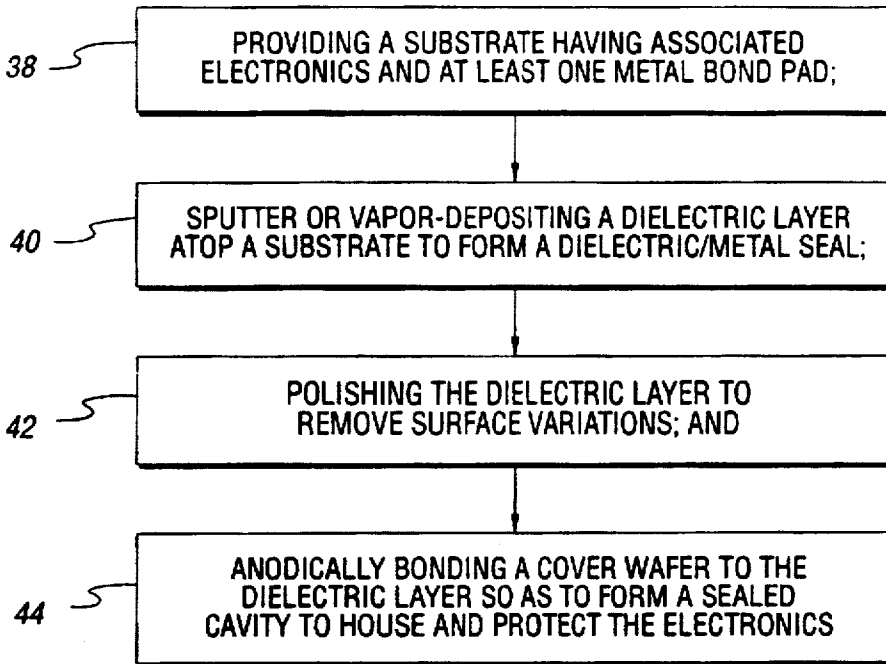 38
PROVIDING A SUBSTRATE HAVING ASSOCIATED
ELECTRONICS AND AT LEAST ONE METAL BOND PAD;
40
SPUTTER OR VAPOR-DEPOSITING A DIELECTRIC LAYER
ATOP A SUBSTRATE TO FORM A DIELECTRIC/METAL SEAL;
42
POLISHING THE DIELECTRIC LAYER TO
REMOVE SURFACE VARIATIONS; AND
44
ANODICALLY BONDING A COVER WAFER TO THE
DIELECTRIC LAYER SO AS TO FORM A SEALED
CAVITY TO HOUSE AND PROTECT THE ELECTRONICS